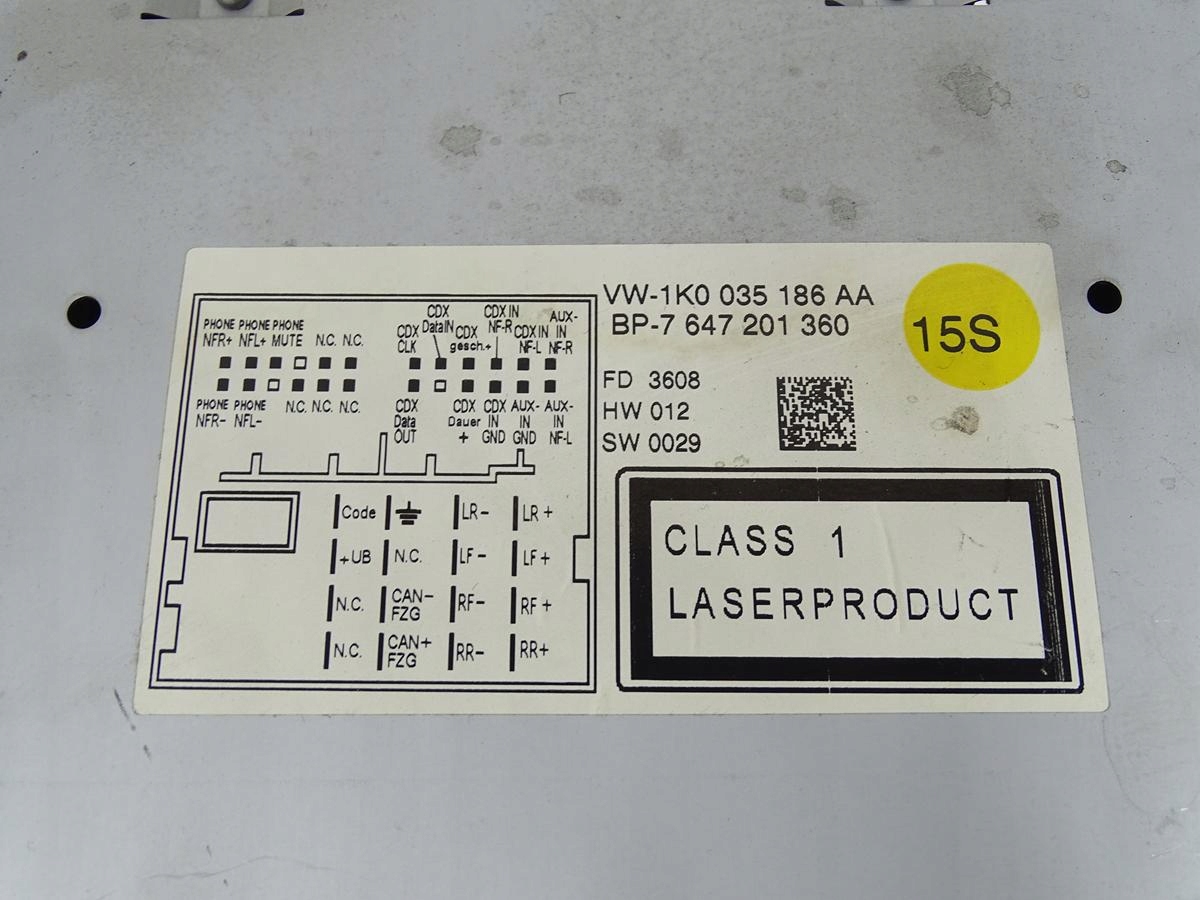 VW-1K0 035 186 AA
BP-7 647 201 360
15S
FD 3608
HW 012
SW 0029
CLASS 1
LASERPRODUCT
PHONE PHONE PHONE
NFR+ NFL+ MUTE N.C. N.C.
PHONE PHONE
NFR- NFL- N.C. N.C. N.C.
CDX
CLK
CDX
DataIN
CDX
gesch.+
CDX IN
NF-R
CDX IN
NF-L
AUX-
IN
NF-R
CDX
Data
OUT
CDX
Dauer
+
CDX
IN
GND
AUX-
IN
GND
AUX-
IN
NF-L
Code LR- LR+
+UB N.C. LF- LF+
N.C. CAN-
FZG RF- RF+
N.C. CAN+
FZG RR- RR+